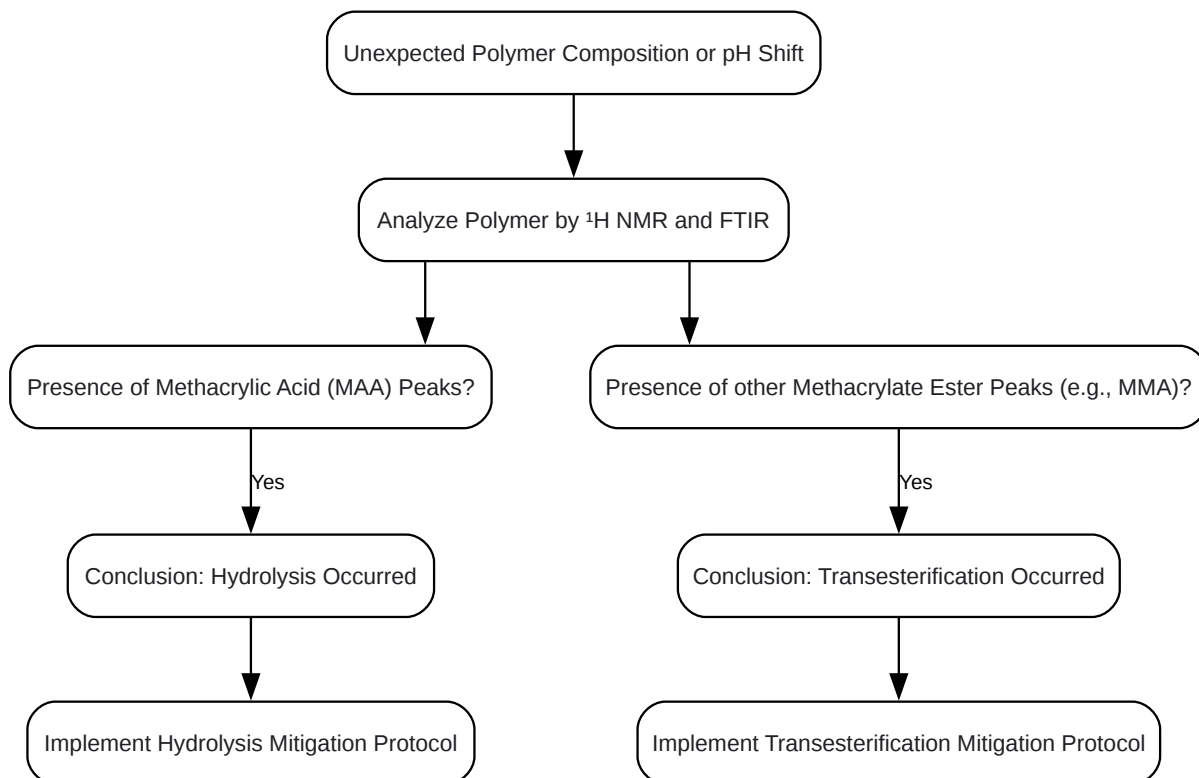 Unexpected Polymer Composition or pH Shift
Analyze Polymer by ¹H NMR and FTIR
Presence of Methacrylic Acid (MAA) Peaks?
Presence of other Methacrylate Ester Peaks (e.g., MMA)?
Yes
Yes
Conclusion: Hydrolysis Occurred
Conclusion: Transesterification Occurred
Implement Hydrolysis Mitigation Protocol
Implement Transesterification Mitigation Protocol